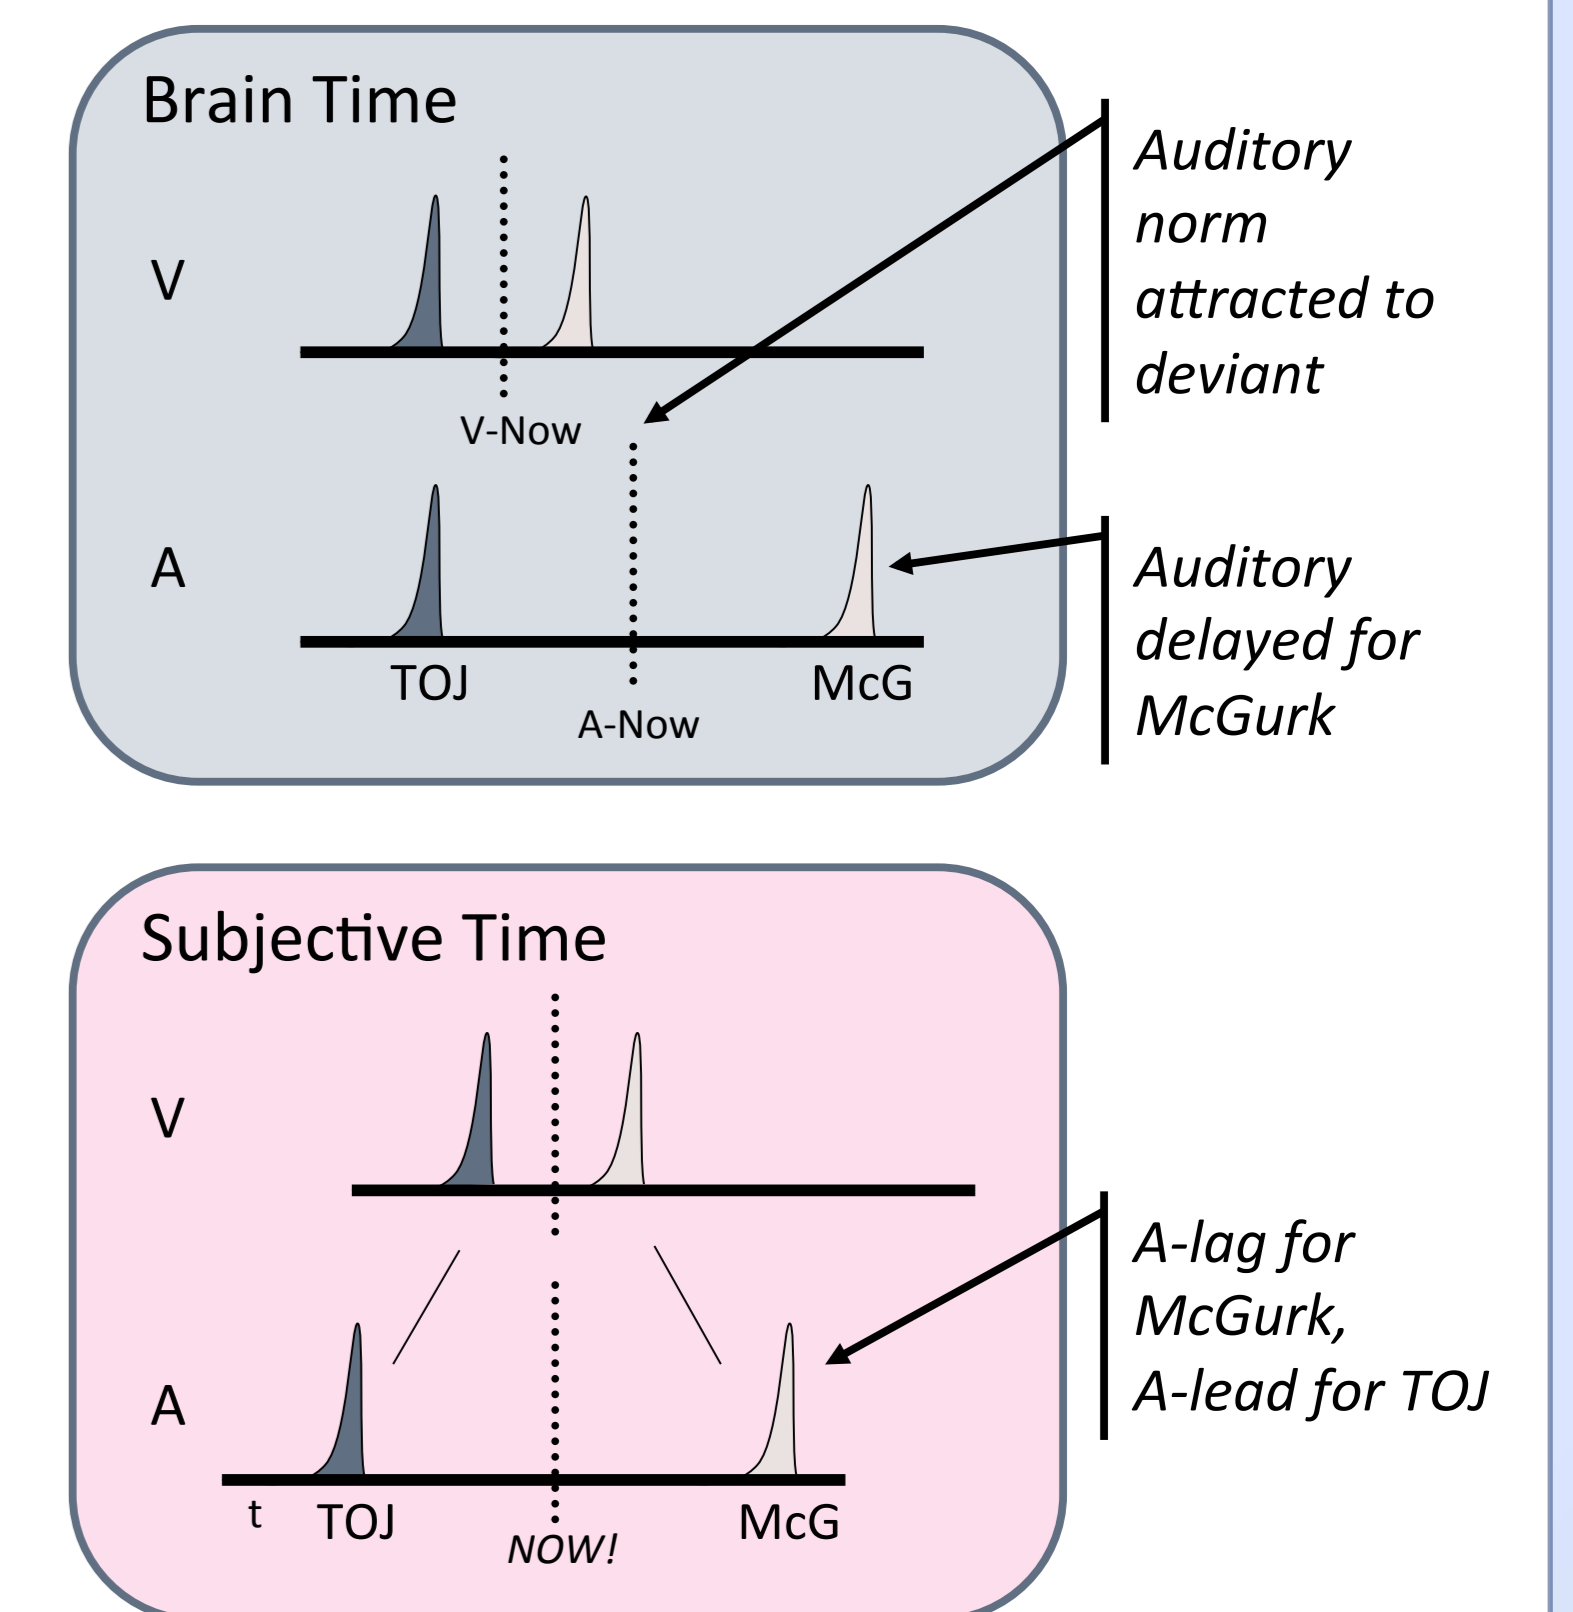 Brain Time
V
V-Now
A
TOJ
McG
A-Now
Auditory
norm
attracted to
deviant
Auditory
delayed for
McGurk
Subjective Time
V
A
t
TOJ
McG
NOW!
A-lag for
McGurk,
A-lead for TOJ